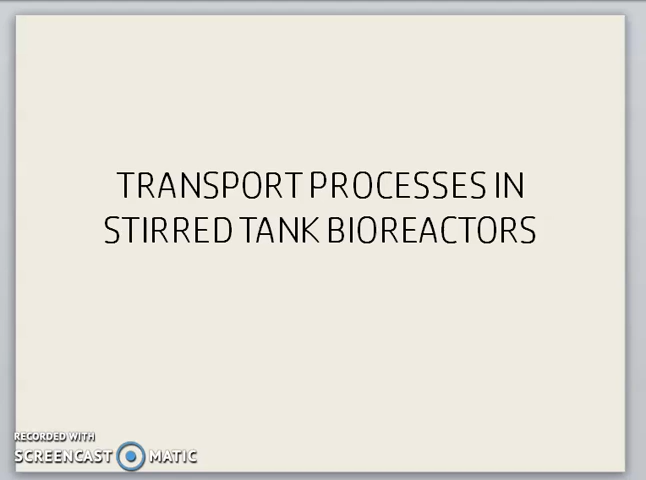 TRANSPORT PROCESSES IN
STIRRED TANK BIOREACTORS
RECORDED WITH
SCREENCAST MATIC